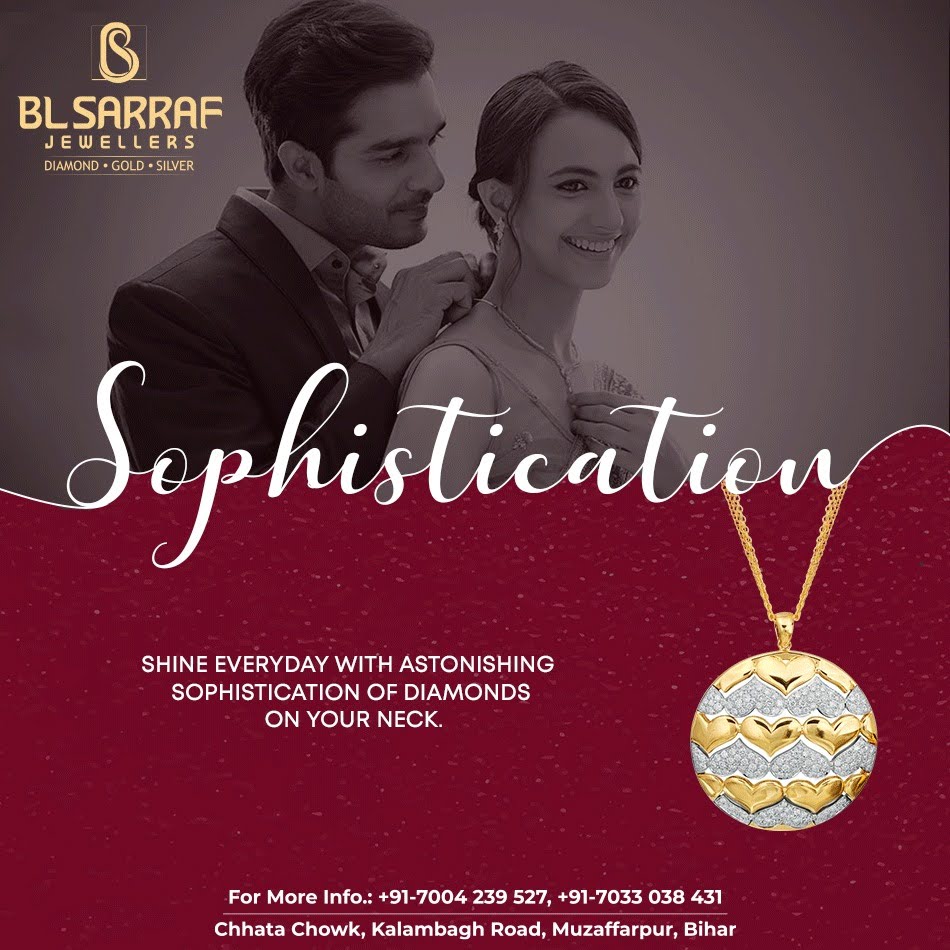 BL SARRAF
JEWELLERS
DIAMOND • GOLD • SILVER
Sophistication
SHINE EVERYDAY WITH ASTONISHING
SOPHISTICATION OF DIAMONDS
ON YOUR NECK.
For More Info.: +91-7004 239 527, +91-7033 038 431
Chhata Chowk, Kalambagh Road, Muzaffarpur, Bihar